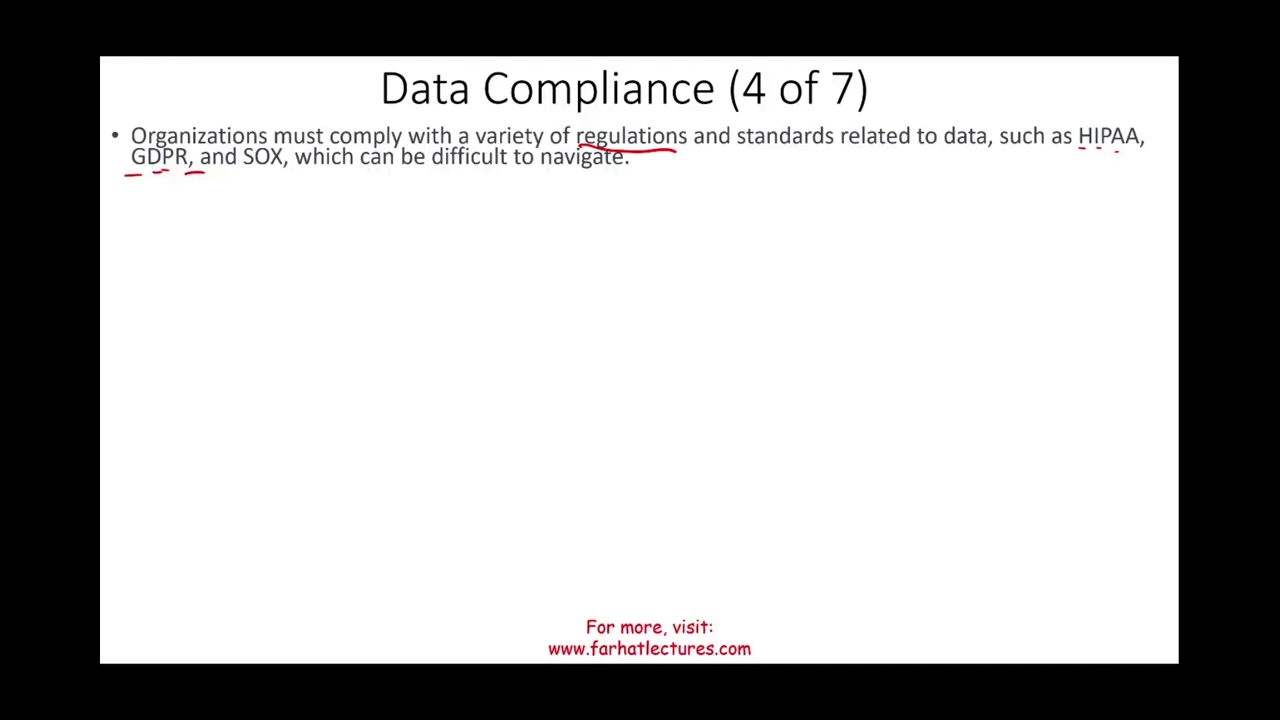 Data Compliance (4 of 7)
• Organizations must comply with a variety of regulations and standards related to data, such as HIPAA,
GDPR, and SOX, which can be difficult to navigate.
For more, visit:
www.farhatlectures.com